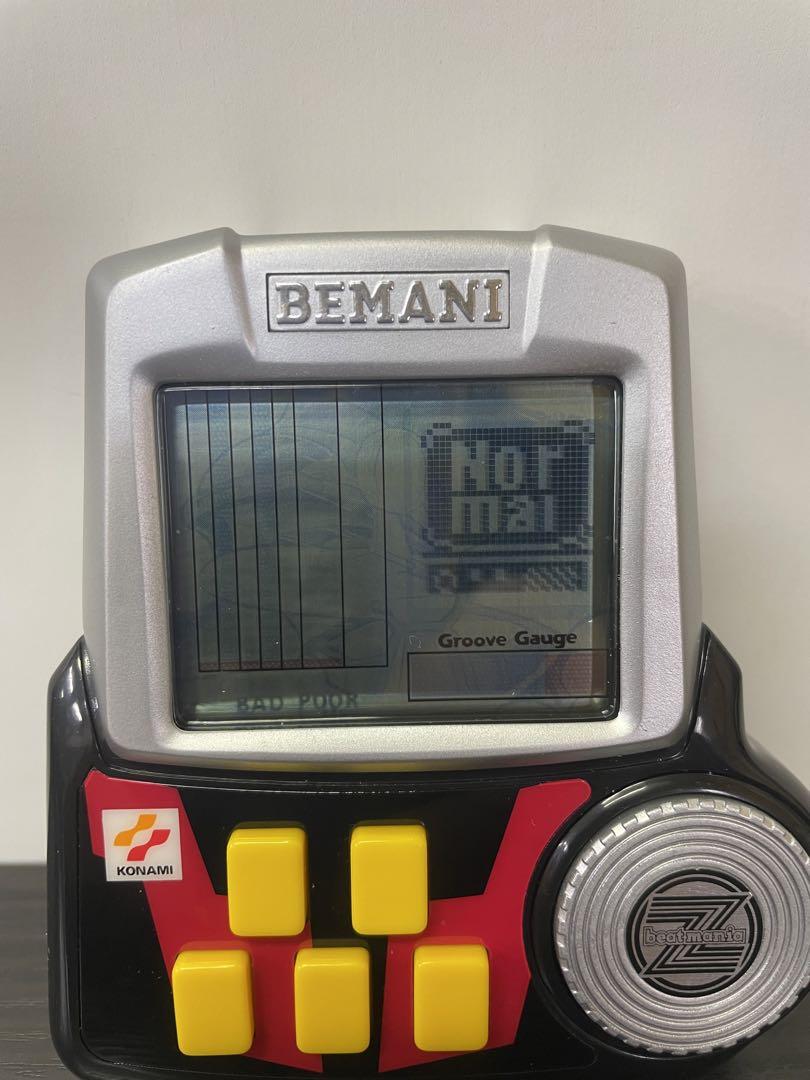 BEMANI
Nor
mal
Groove Gauge
BAD POOR
KONAMI
beatmania